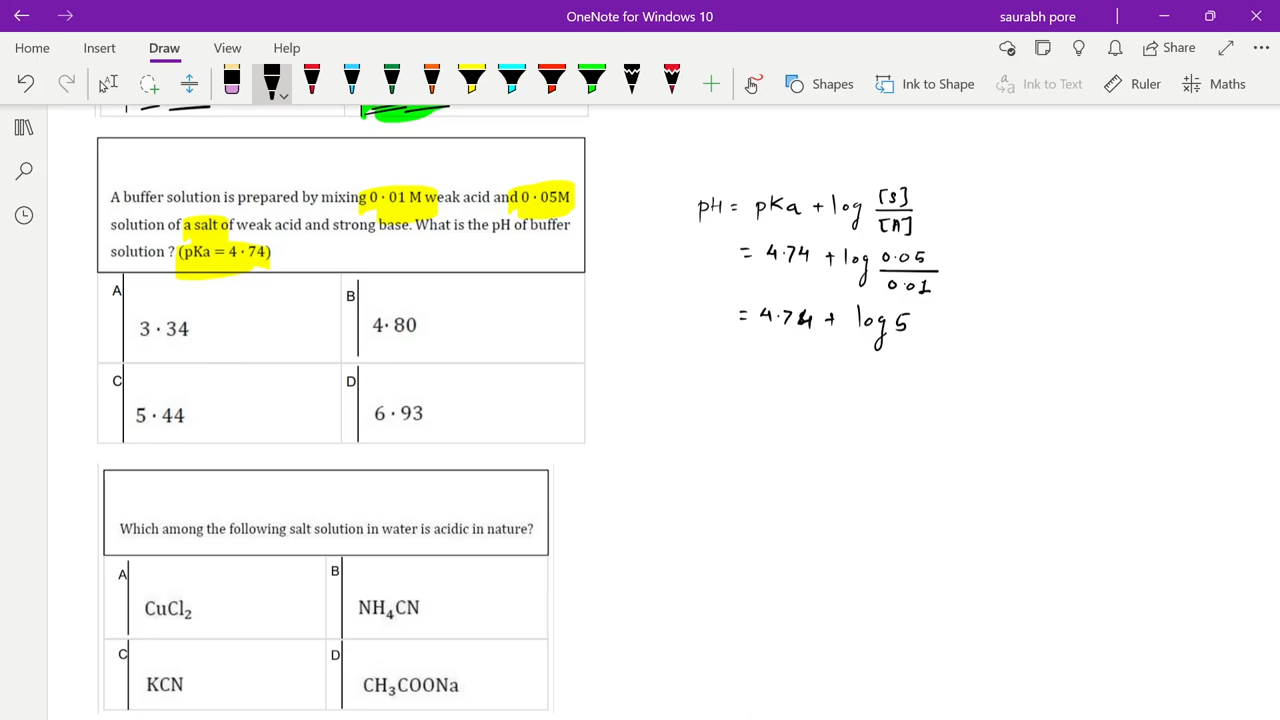 OneNote for Windows 10
saurabh pore
Home Insert Draw View Help
Share
Shapes
Ink to Shape
Ink to Text
Ruler
Maths
A buffer solution is prepared by mixing 0·01 M weak acid and 0·05M
solution of a salt of weak acid and strong base. What is the pH of buffer
solution ? (pKa = 4·74)
A
3·34
B
4·80
C
5·44
D
6·93
pH = pKa + log [S]/[A]
= 4.74 + log 0.05/0.01
= 4.74 + log 5
Which among the following salt solution in water is acidic in nature?
A
CuCl₂
B
NH₄CN
C
KCN
D
CH₃COONa